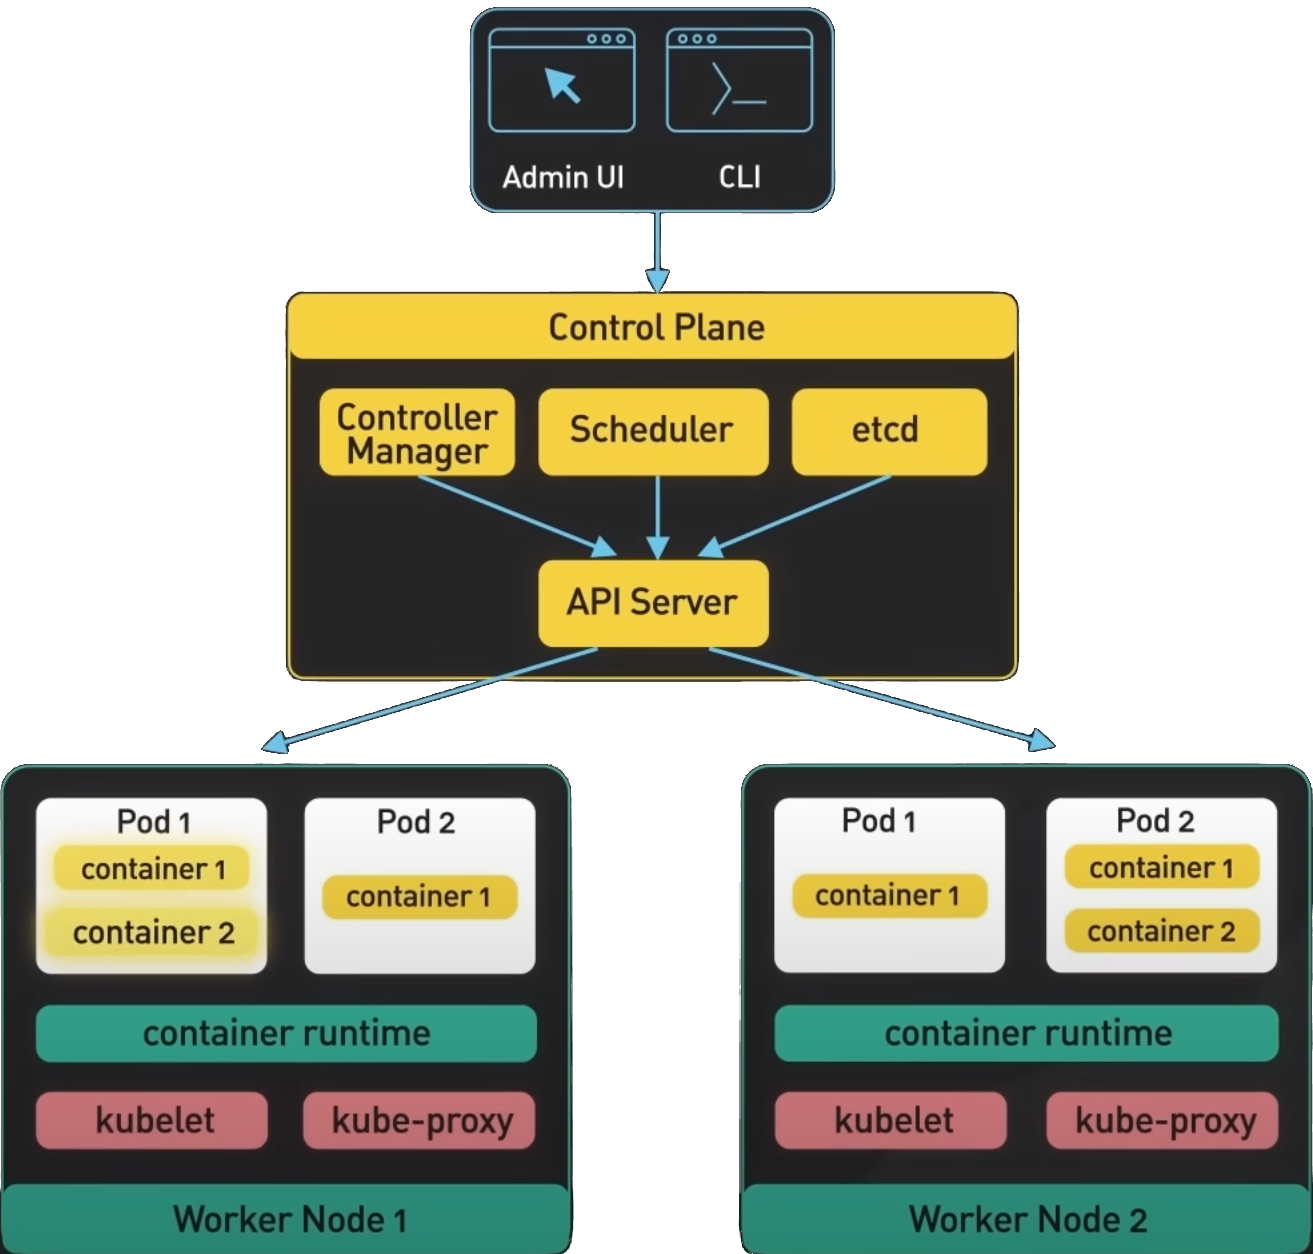 Admin UI
CLI
Control Plane
Controller
Manager
Scheduler
etcd
API Server
Pod 1
container 1
container 2
Pod 2
container 1
container runtime
kubelet
kube-proxy
Worker Node 1
Pod 1
container 1
Pod 2
container 1
container 2
container runtime
kubelet
kube-proxy
Worker Node 2